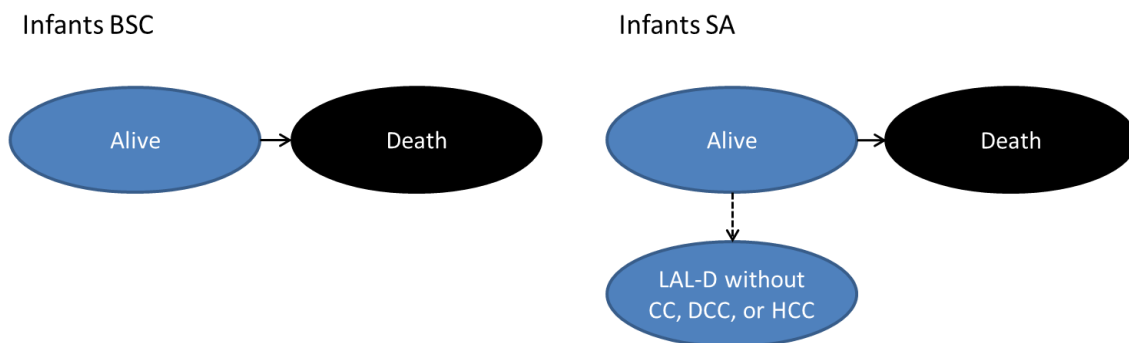 Infants BSC
Infants SA
Alive
Death
Alive
Death
LAL-D without
CC, DCC, or HCC